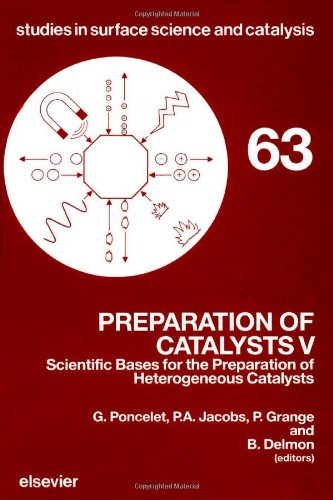 studies in surface science and catalysis
63
PREPARATION OF
CATALYSTS V
Scientific Bases for the Preparation of
Heterogeneous Catalysts
G. Poncelet, P.A. Jacobs, P. Grange
and
B. Delmon
(editors)
elsevier